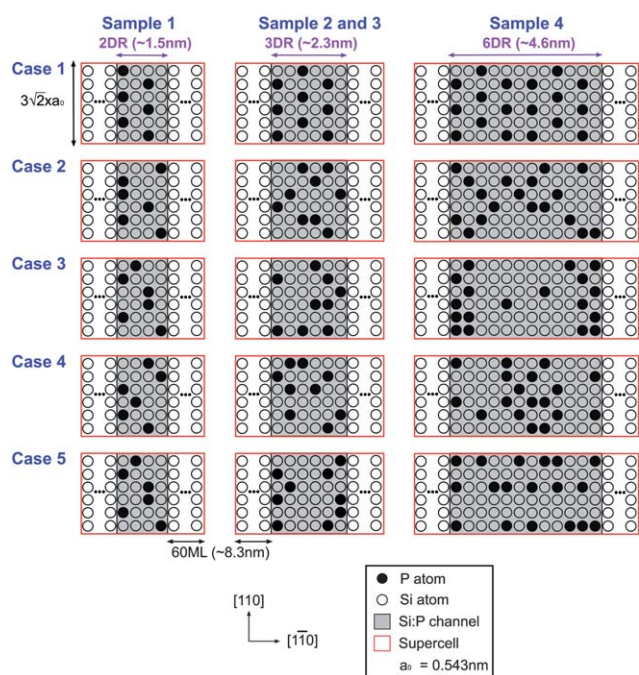 Sample 1 Sample 2 and 3 Sample 4
2DR (~1.5nm) 3DR (~2.3nm) 6DR (~4.6nm)
Case 1
3√2xa₀
... ... ... ... ... ...
Case 2
... ... ... ... ... ...
Case 3
... ... ... ... ... ...
Case 4
... ... ... ... ... ...
Case 5
... ... ... ... ... ...
60ML (~8.3nm)
[110]
[11̅0]
P atom
Si atom
Si:P channel
Supercell
a₀ = 0.543nm